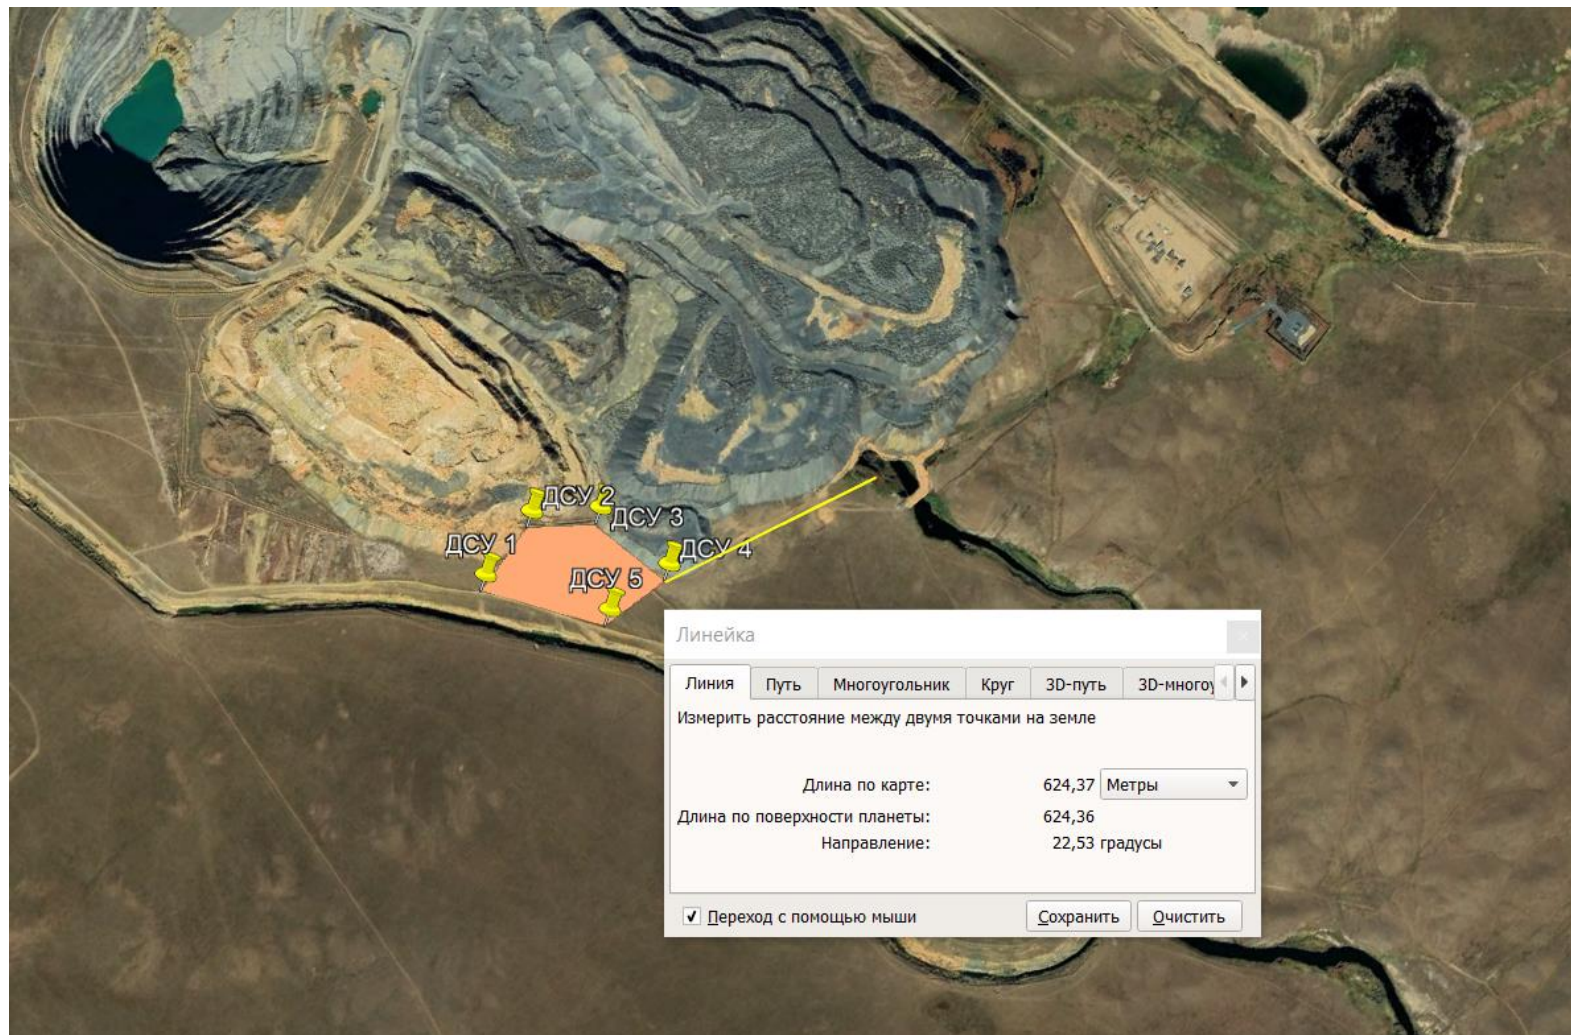 ДСУ 2
ДСУ 3
ДСУ 1
ДСУ 4
ДСУ 5
Линейка
Линия Путь Многоугольник Круг 3D-путь 3D-многоу
Измерить расстояние между двумя точками на земле
Длина по карте: 624,37 Метры
Длина по поверхности планеты: 624,36
Направление: 22,53 градусы
Переход с помощью мыши Сохранить Очистить